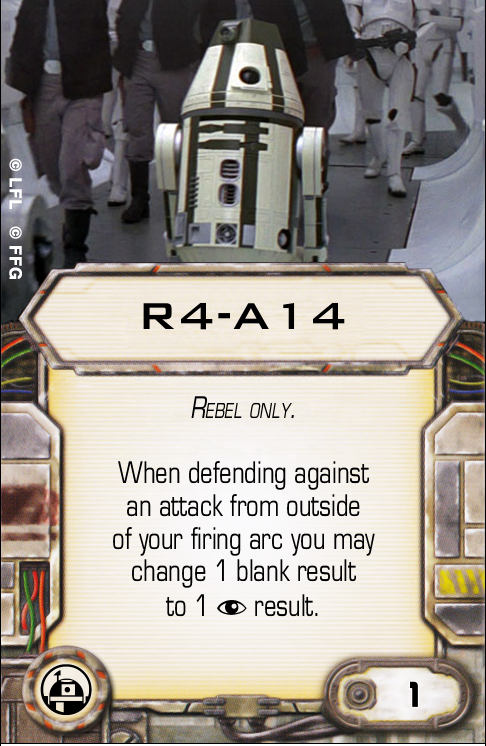 © LFL © FFG
R4-A14
REBEL ONLY.
When defending against
an attack from outside
of your firing arc you may
change 1 blank result
to 1 result.
1